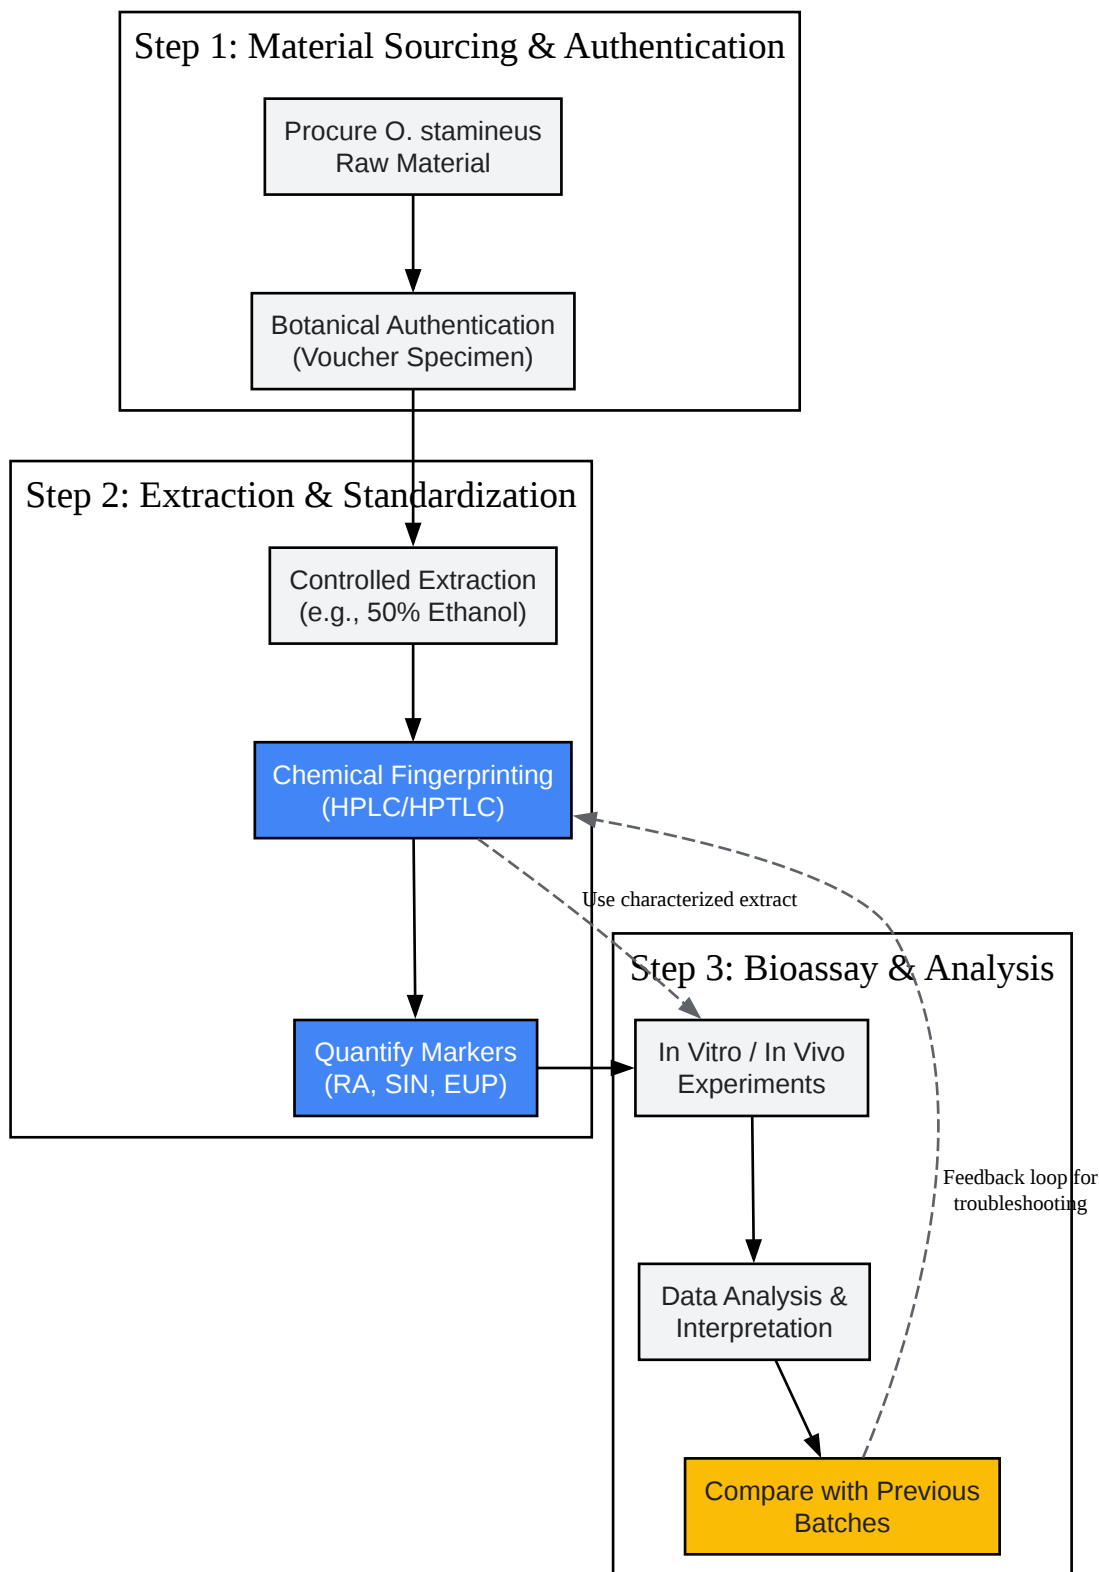 Step 1: Material Sourcing & Authentication
Procure O. stamineus
Raw Material
Botanical Authentication
(Voucher Specimen)
Step 2: Extraction & Standardization
Controlled Extraction
(e.g., 50% Ethanol)
Chemical Fingerprinting
(HPLC/HPTLC)
Use characterized extract
Quantify Markers
(RA, SIN, EUP)
Step 3: Bioassay & Analysis
In Vitro / In Vivo
Experiments
Feedback loop for
troubleshooting
Data Analysis &
Interpretation
Compare with Previous
Batches